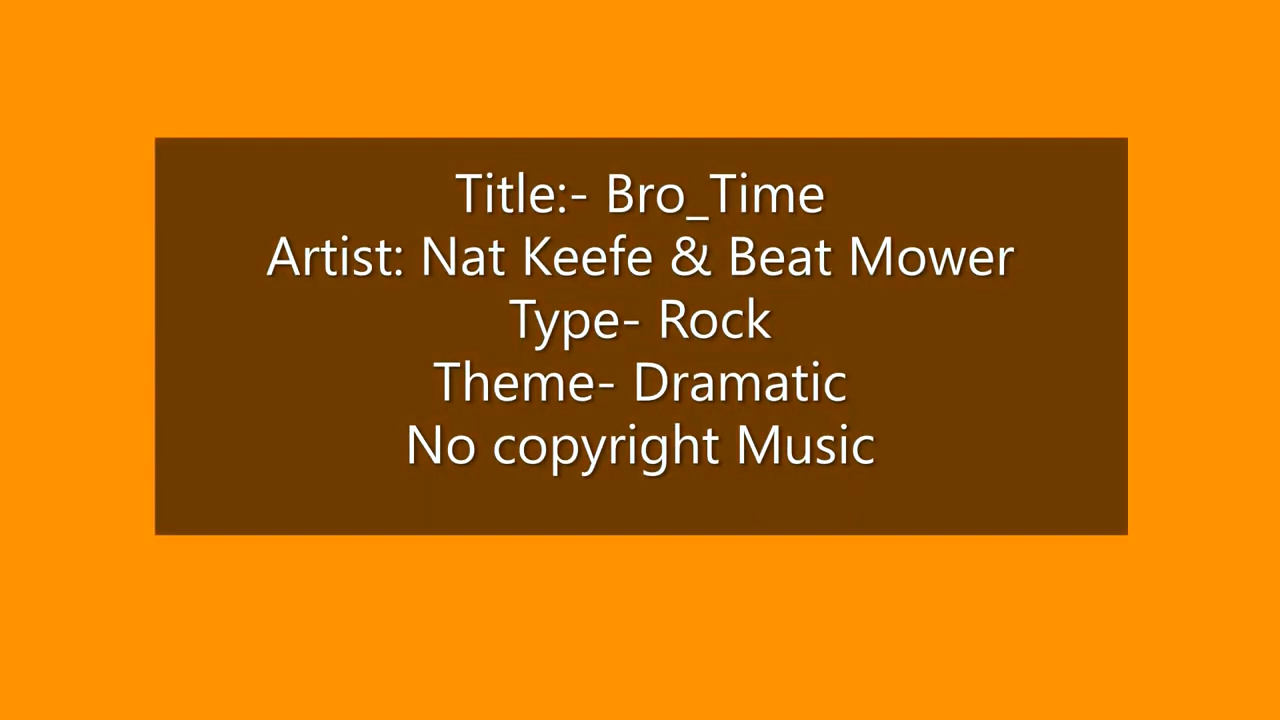 Title:- Bro_Time
Artist: Nat Keefe & Beat Mower
Type- Rock
Theme- Dramatic
No copyright Music